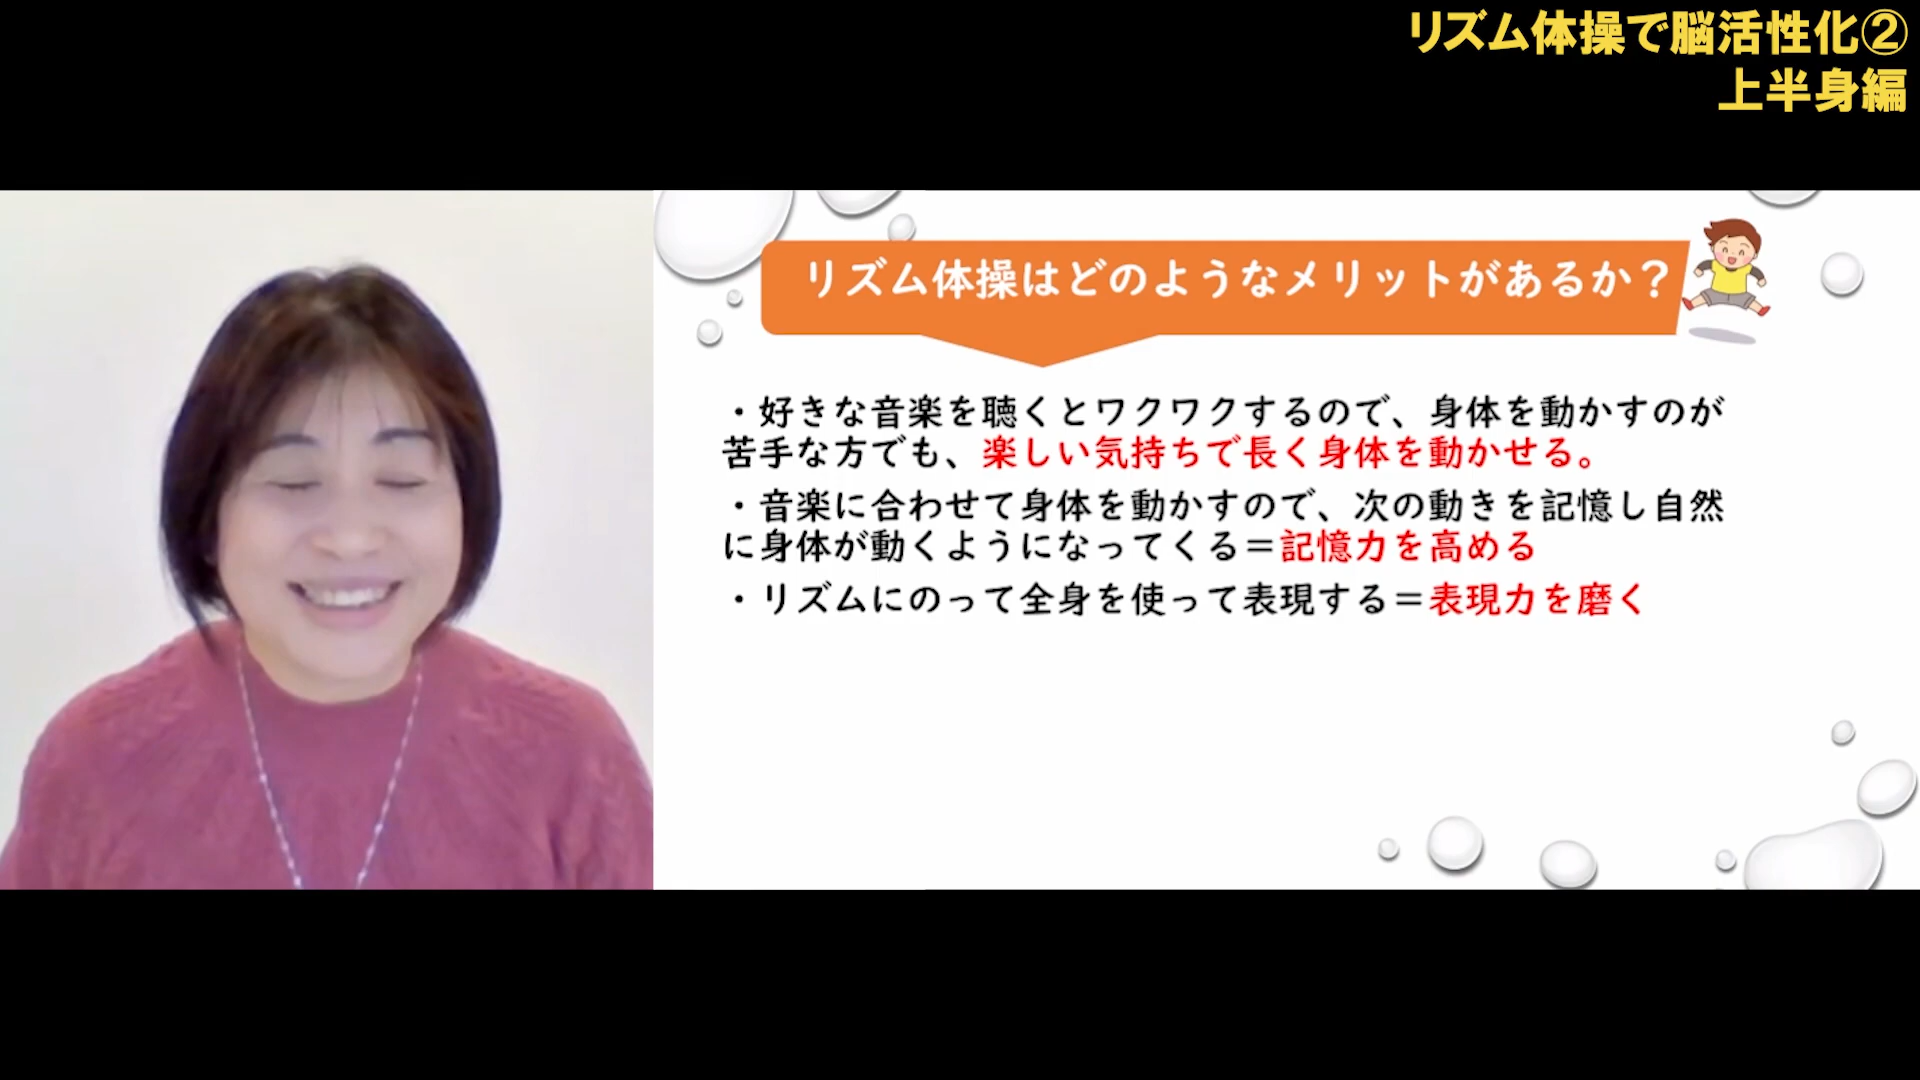 リズム体操で脳活性化②
上半身編
リズム体操はどのようなメリットがあるか？
・好きな音楽を聴くとワクワクするので、身体を動かすのが
苦手な方でも、楽しい気持ちで長く身体を動かせる。
・音楽に合わせて身体を動かすので、次の動きを記憶し自然
に身体が動くようになってくる＝記憶力を高める
・リズムにのって全身を使って表現する＝表現力を磨く